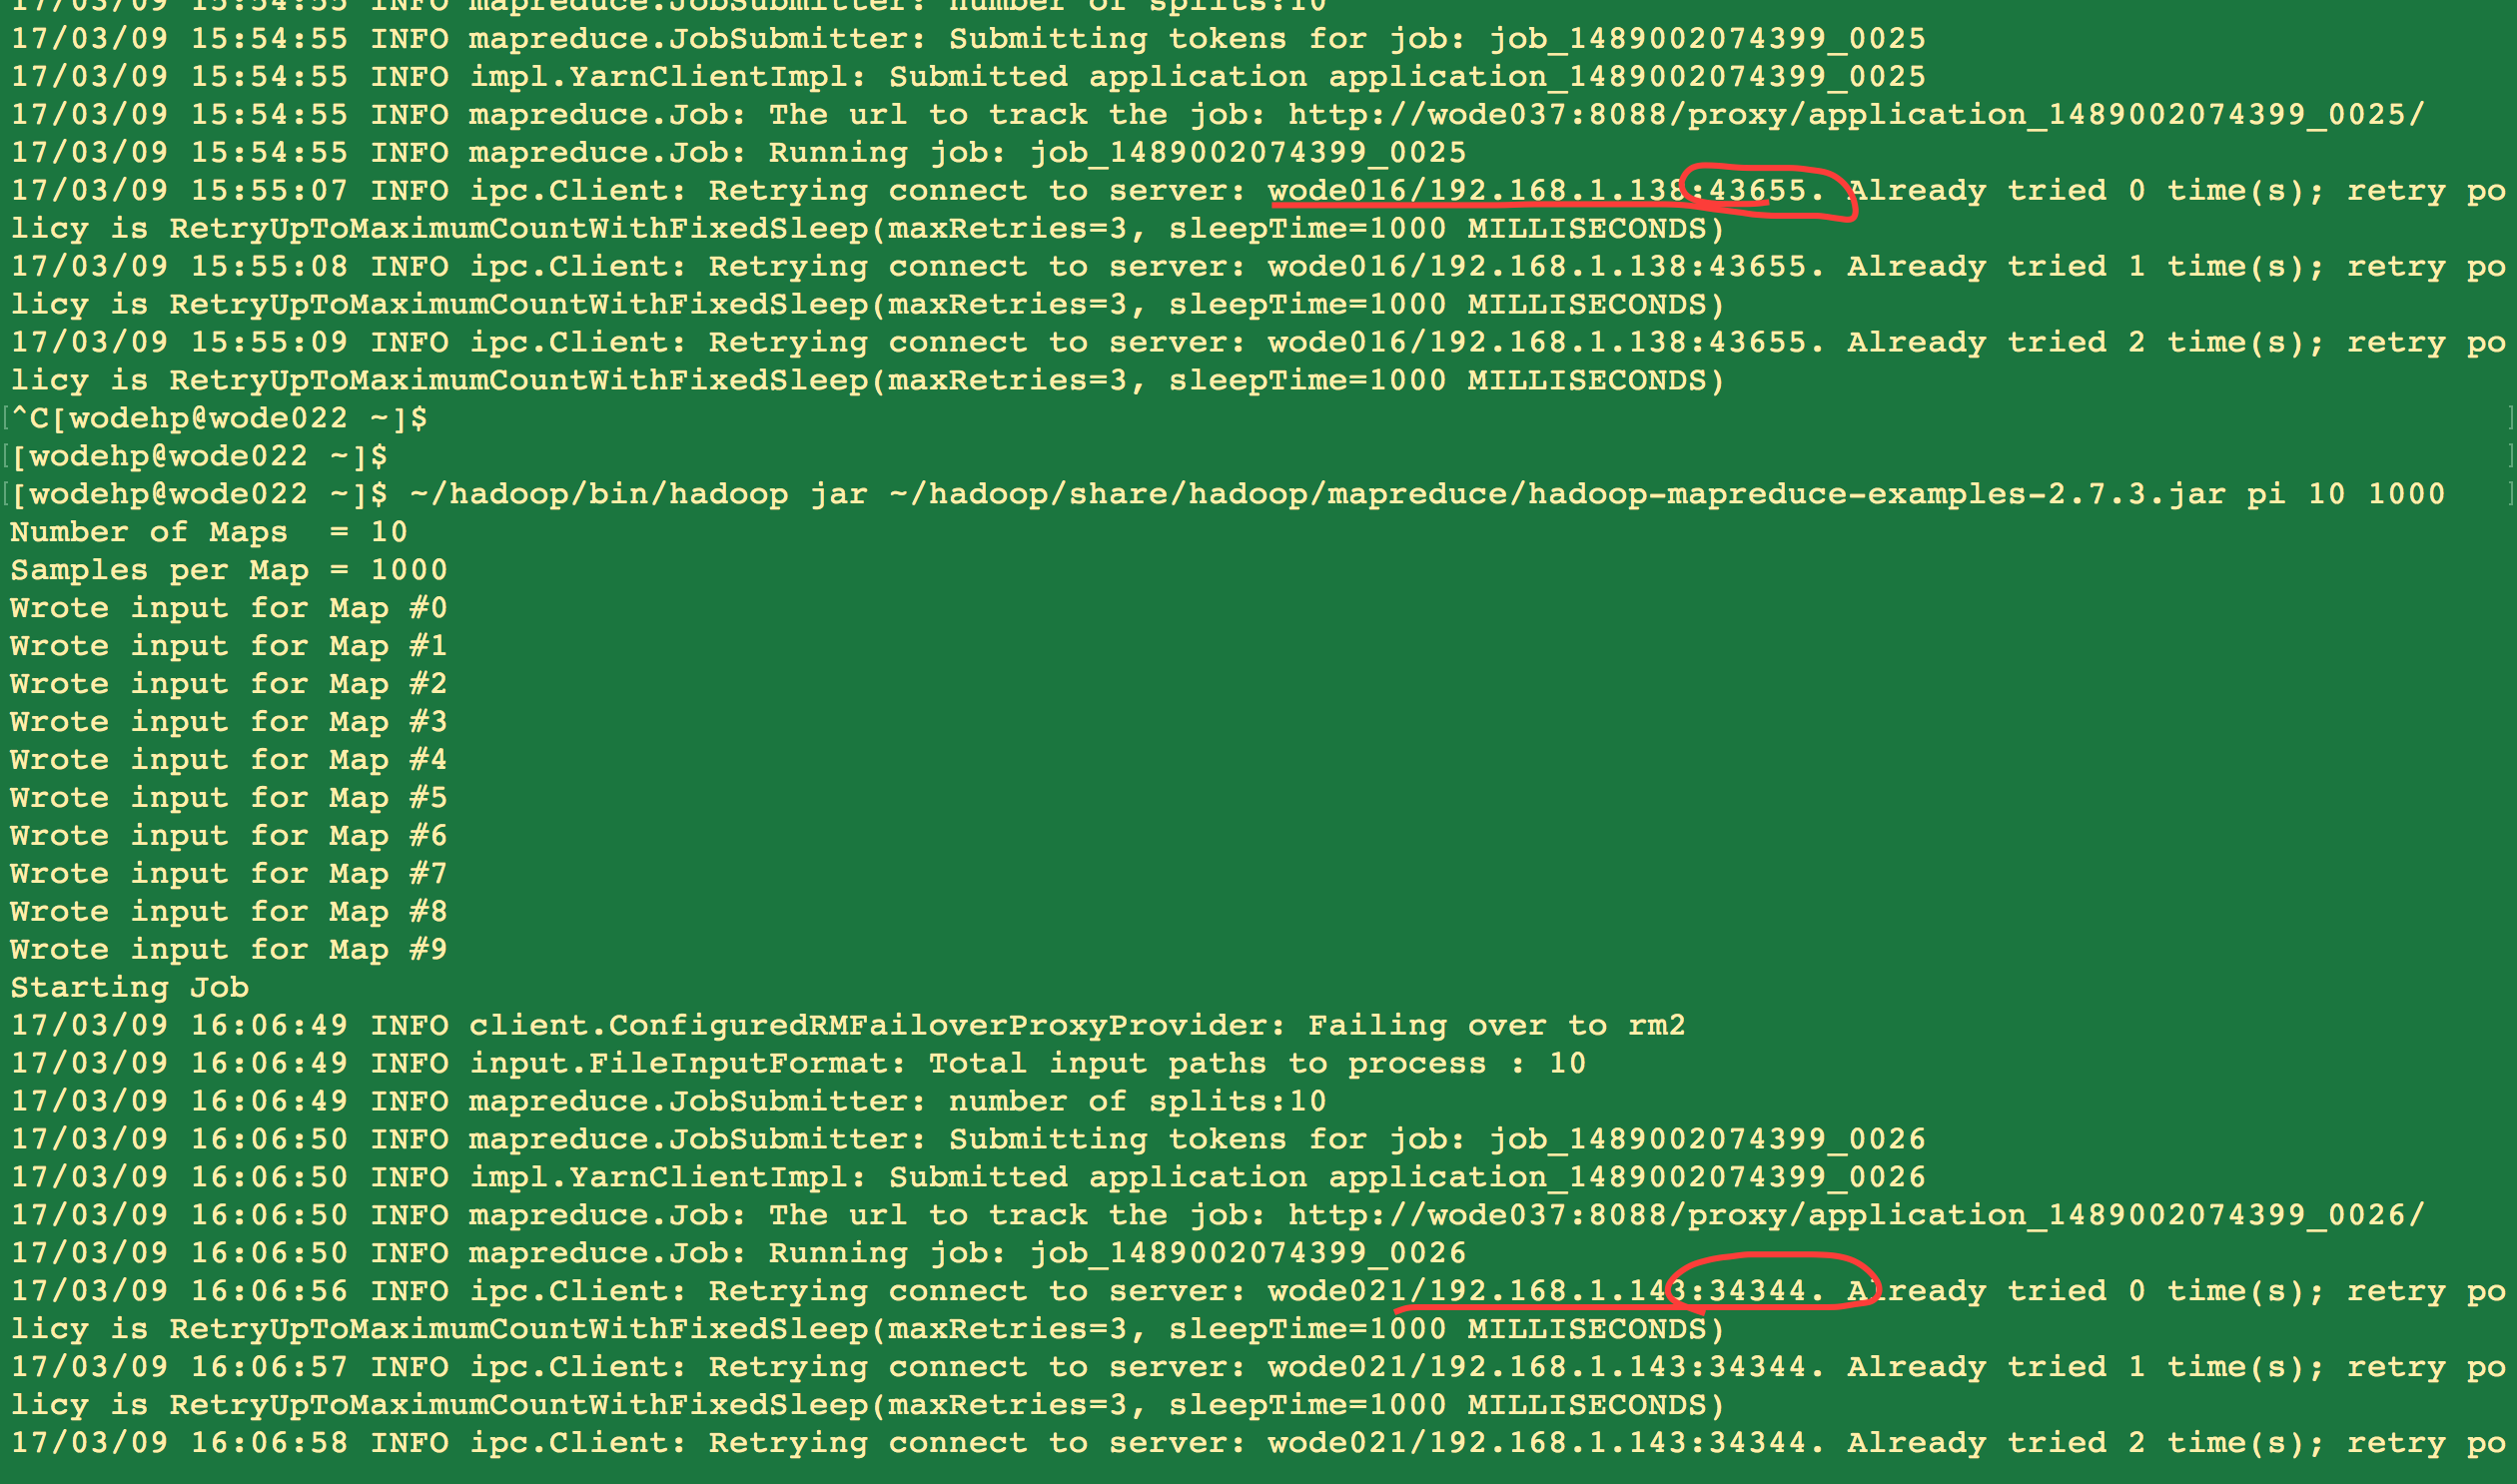 17/03/09 15:54:55 INFO mapreduce.JobSubmitter: number of splits:10
17/03/09 15:54:55 INFO mapreduce.JobSubmitter: Submitting tokens for job: job_1489002074399_0025
17/03/09 15:54:55 INFO impl.YarnClientImpl: Submitted application application_1489002074399_0025
17/03/09 15:54:55 INFO mapreduce.Job: The url to track the job: http://wode037:8088/proxy/application_1489002074399_0025/
17/03/09 15:54:55 INFO mapreduce.Job: Running job: job_1489002074399_0025
17/03/09 15:55:07 INFO ipc.Client: Retrying connect to server: wode016/192.168.1.138:43655. Already tried 0 time(s); retry po
licy is RetryUpToMaximumCountWithFixedSleep(maxRetries=3, sleepTime=1000 MILLISECONDS)
17/03/09 15:55:08 INFO ipc.Client: Retrying connect to server: wode016/192.168.1.138:43655. Already tried 1 time(s); retry po
licy is RetryUpToMaximumCountWithFixedSleep(maxRetries=3, sleepTime=1000 MILLISECONDS)
17/03/09 15:55:09 INFO ipc.Client: Retrying connect to server: wode016/192.168.1.138:43655. Already tried 2 time(s); retry po
licy is RetryUpToMaximumCountWithFixedSleep(maxRetries=3, sleepTime=1000 MILLISECONDS)
^C[wodehp@wode022 ~]$
[wodehp@wode022 ~]$
[wodehp@wode022 ~]$ ~/hadoop/bin/hadoop jar ~/hadoop/share/hadoop/mapreduce/hadoop-mapreduce-examples-2.7.3.jar pi 10 1000
Number of Maps  = 10
Samples per Map = 1000
Wrote input for Map #0
Wrote input for Map #1
Wrote input for Map #2
Wrote input for Map #3
Wrote input for Map #4
Wrote input for Map #5
Wrote input for Map #6
Wrote input for Map #7
Wrote input for Map #8
Wrote input for Map #9
Starting Job
17/03/09 16:06:49 INFO client.ConfiguredRMFailoverProxyProvider: Failing over to rm2
17/03/09 16:06:49 INFO input.FileInputFormat: Total input paths to process : 10
17/03/09 16:06:49 INFO mapreduce.JobSubmitter: number of splits:10
17/03/09 16:06:50 INFO mapreduce.JobSubmitter: Submitting tokens for job: job_1489002074399_0026
17/03/09 16:06:50 INFO impl.YarnClientImpl: Submitted application application_1489002074399_0026
17/03/09 16:06:50 INFO mapreduce.Job: The url to track the job: http://wode037:8088/proxy/application_1489002074399_0026/
17/03/09 16:06:50 INFO mapreduce.Job: Running job: job_1489002074399_0026
17/03/09 16:06:56 INFO ipc.Client: Retrying connect to server: wode021/192.168.1.143:34344. Already tried 0 time(s); retry po
licy is RetryUpToMaximumCountWithFixedSleep(maxRetries=3, sleepTime=1000 MILLISECONDS)
17/03/09 16:06:57 INFO ipc.Client: Retrying connect to server: wode021/192.168.1.143:34344. Already tried 1 time(s); retry po
licy is RetryUpToMaximumCountWithFixedSleep(maxRetries=3, sleepTime=1000 MILLISECONDS)
17/03/09 16:06:58 INFO ipc.Client: Retrying connect to server: wode021/192.168.1.143:34344. Already tried 2 time(s); retry po